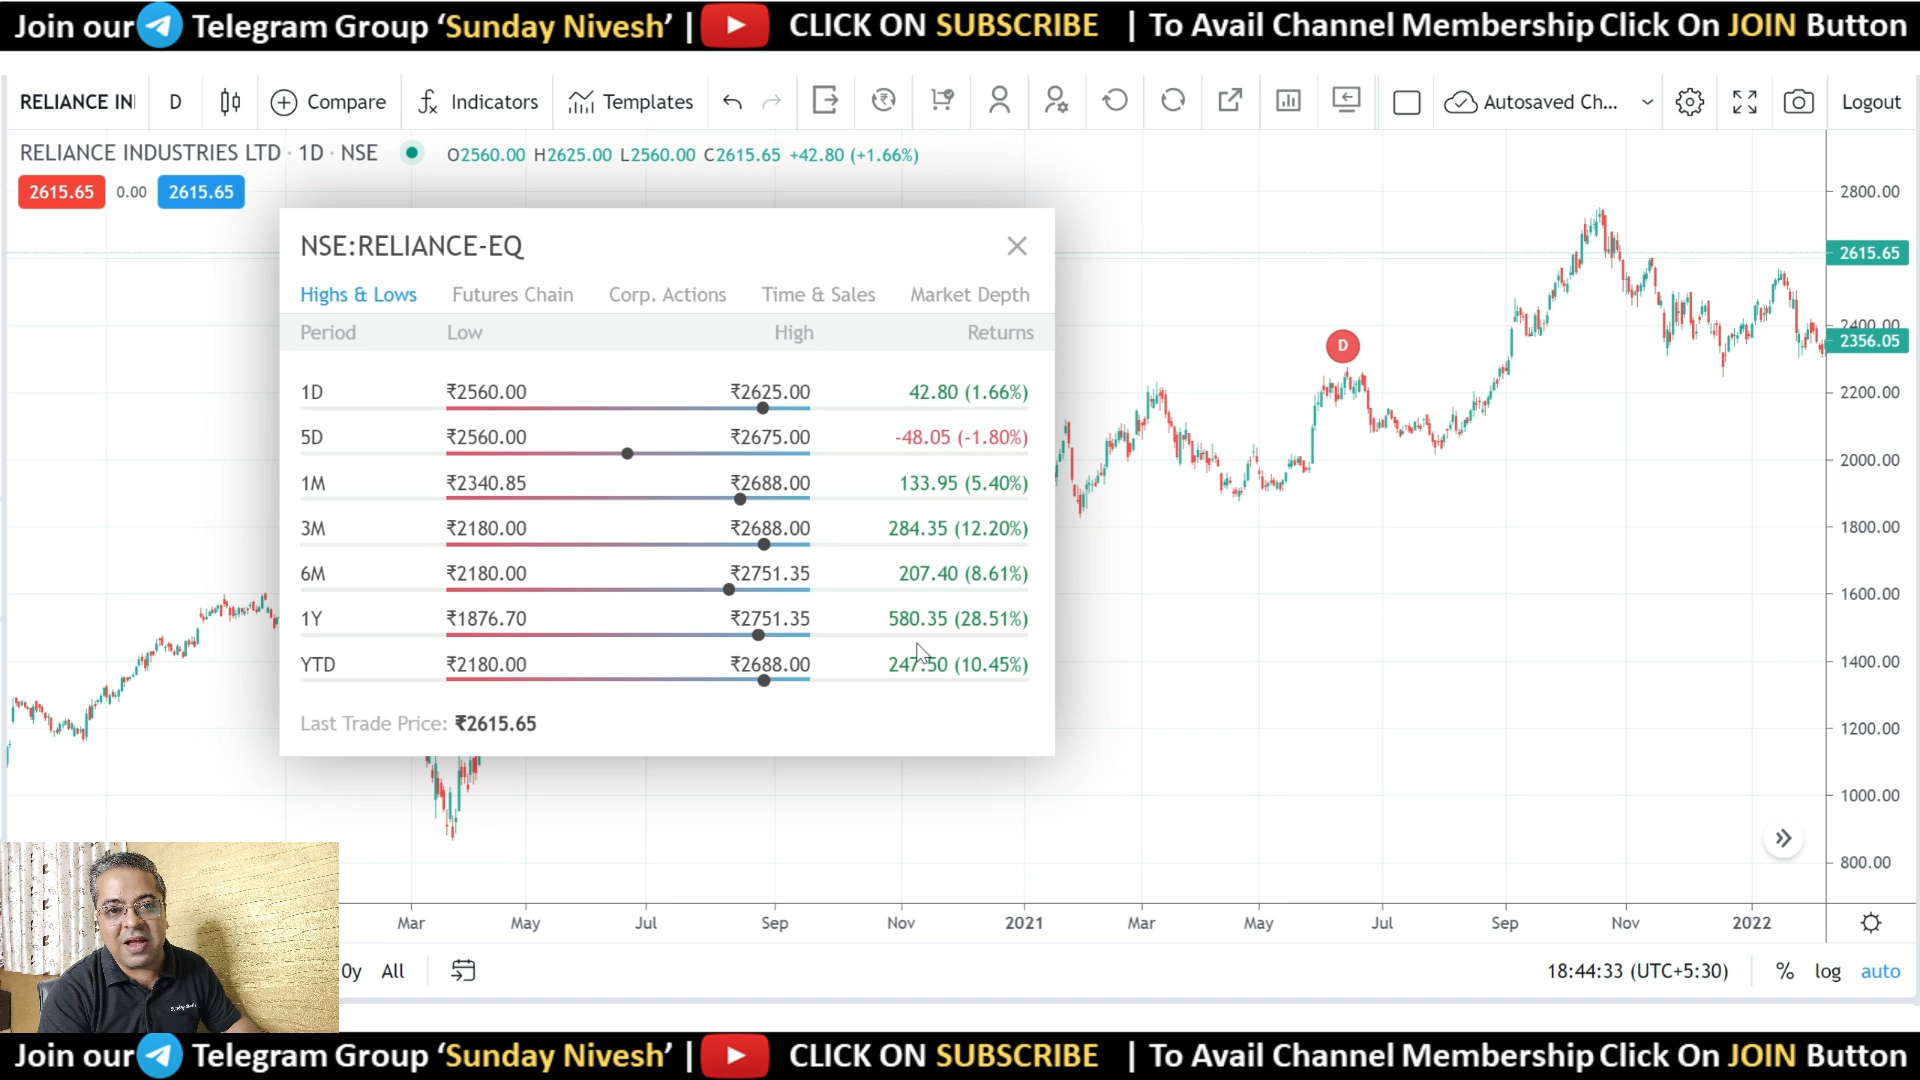 Join our Telegram Group ‘Sunday Nivesh’ | CLICK ON SUBSCRIBE | To Avail Channel Membership Click On JOIN Button
RELIANCE IN D Compare Indicators Templates Autosaved Ch... Logout
RELIANCE INDUSTRIES LTD · 1D · NSE O2560.00 H2625.00 L2560.00 C2615.65 +42.80 (+1.66%)
2615.65 0.00 2615.65
NSE:RELIANCE-EQ
Highs & Lows Futures Chain Corp. Actions Time & Sales Market Depth
Period Low High Returns
1D ₹2560.00 ₹2625.00 42.80 (1.66%)
5D ₹2560.00 ₹2675.00 -48.05 (-1.80%)
1M ₹2340.85 ₹2688.00 133.95 (5.40%)
3M ₹2180.00 ₹2688.00 284.35 (12.20%)
6M ₹2180.00 ₹2751.35 207.40 (8.61%)
1Y ₹1876.70 ₹2751.35 580.35 (28.51%)
YTD ₹2180.00 ₹2688.00 247.50 (10.45%)
Last Trade Price: ₹2615.65
D
2800.00
2615.65
2400.00
2356.05
2200.00
2000.00
1800.00
1600.00
1400.00
1200.00
1000.00
800.00
Mar May Jul Sep Nov 2021 Mar May Jul Sep Nov 2022
0y All 18:44:33 (UTC+5:30) % log auto
Join our Telegram Group ‘Sunday Nivesh’ | CLICK ON SUBSCRIBE | To Avail Channel Membership Click On JOIN Button